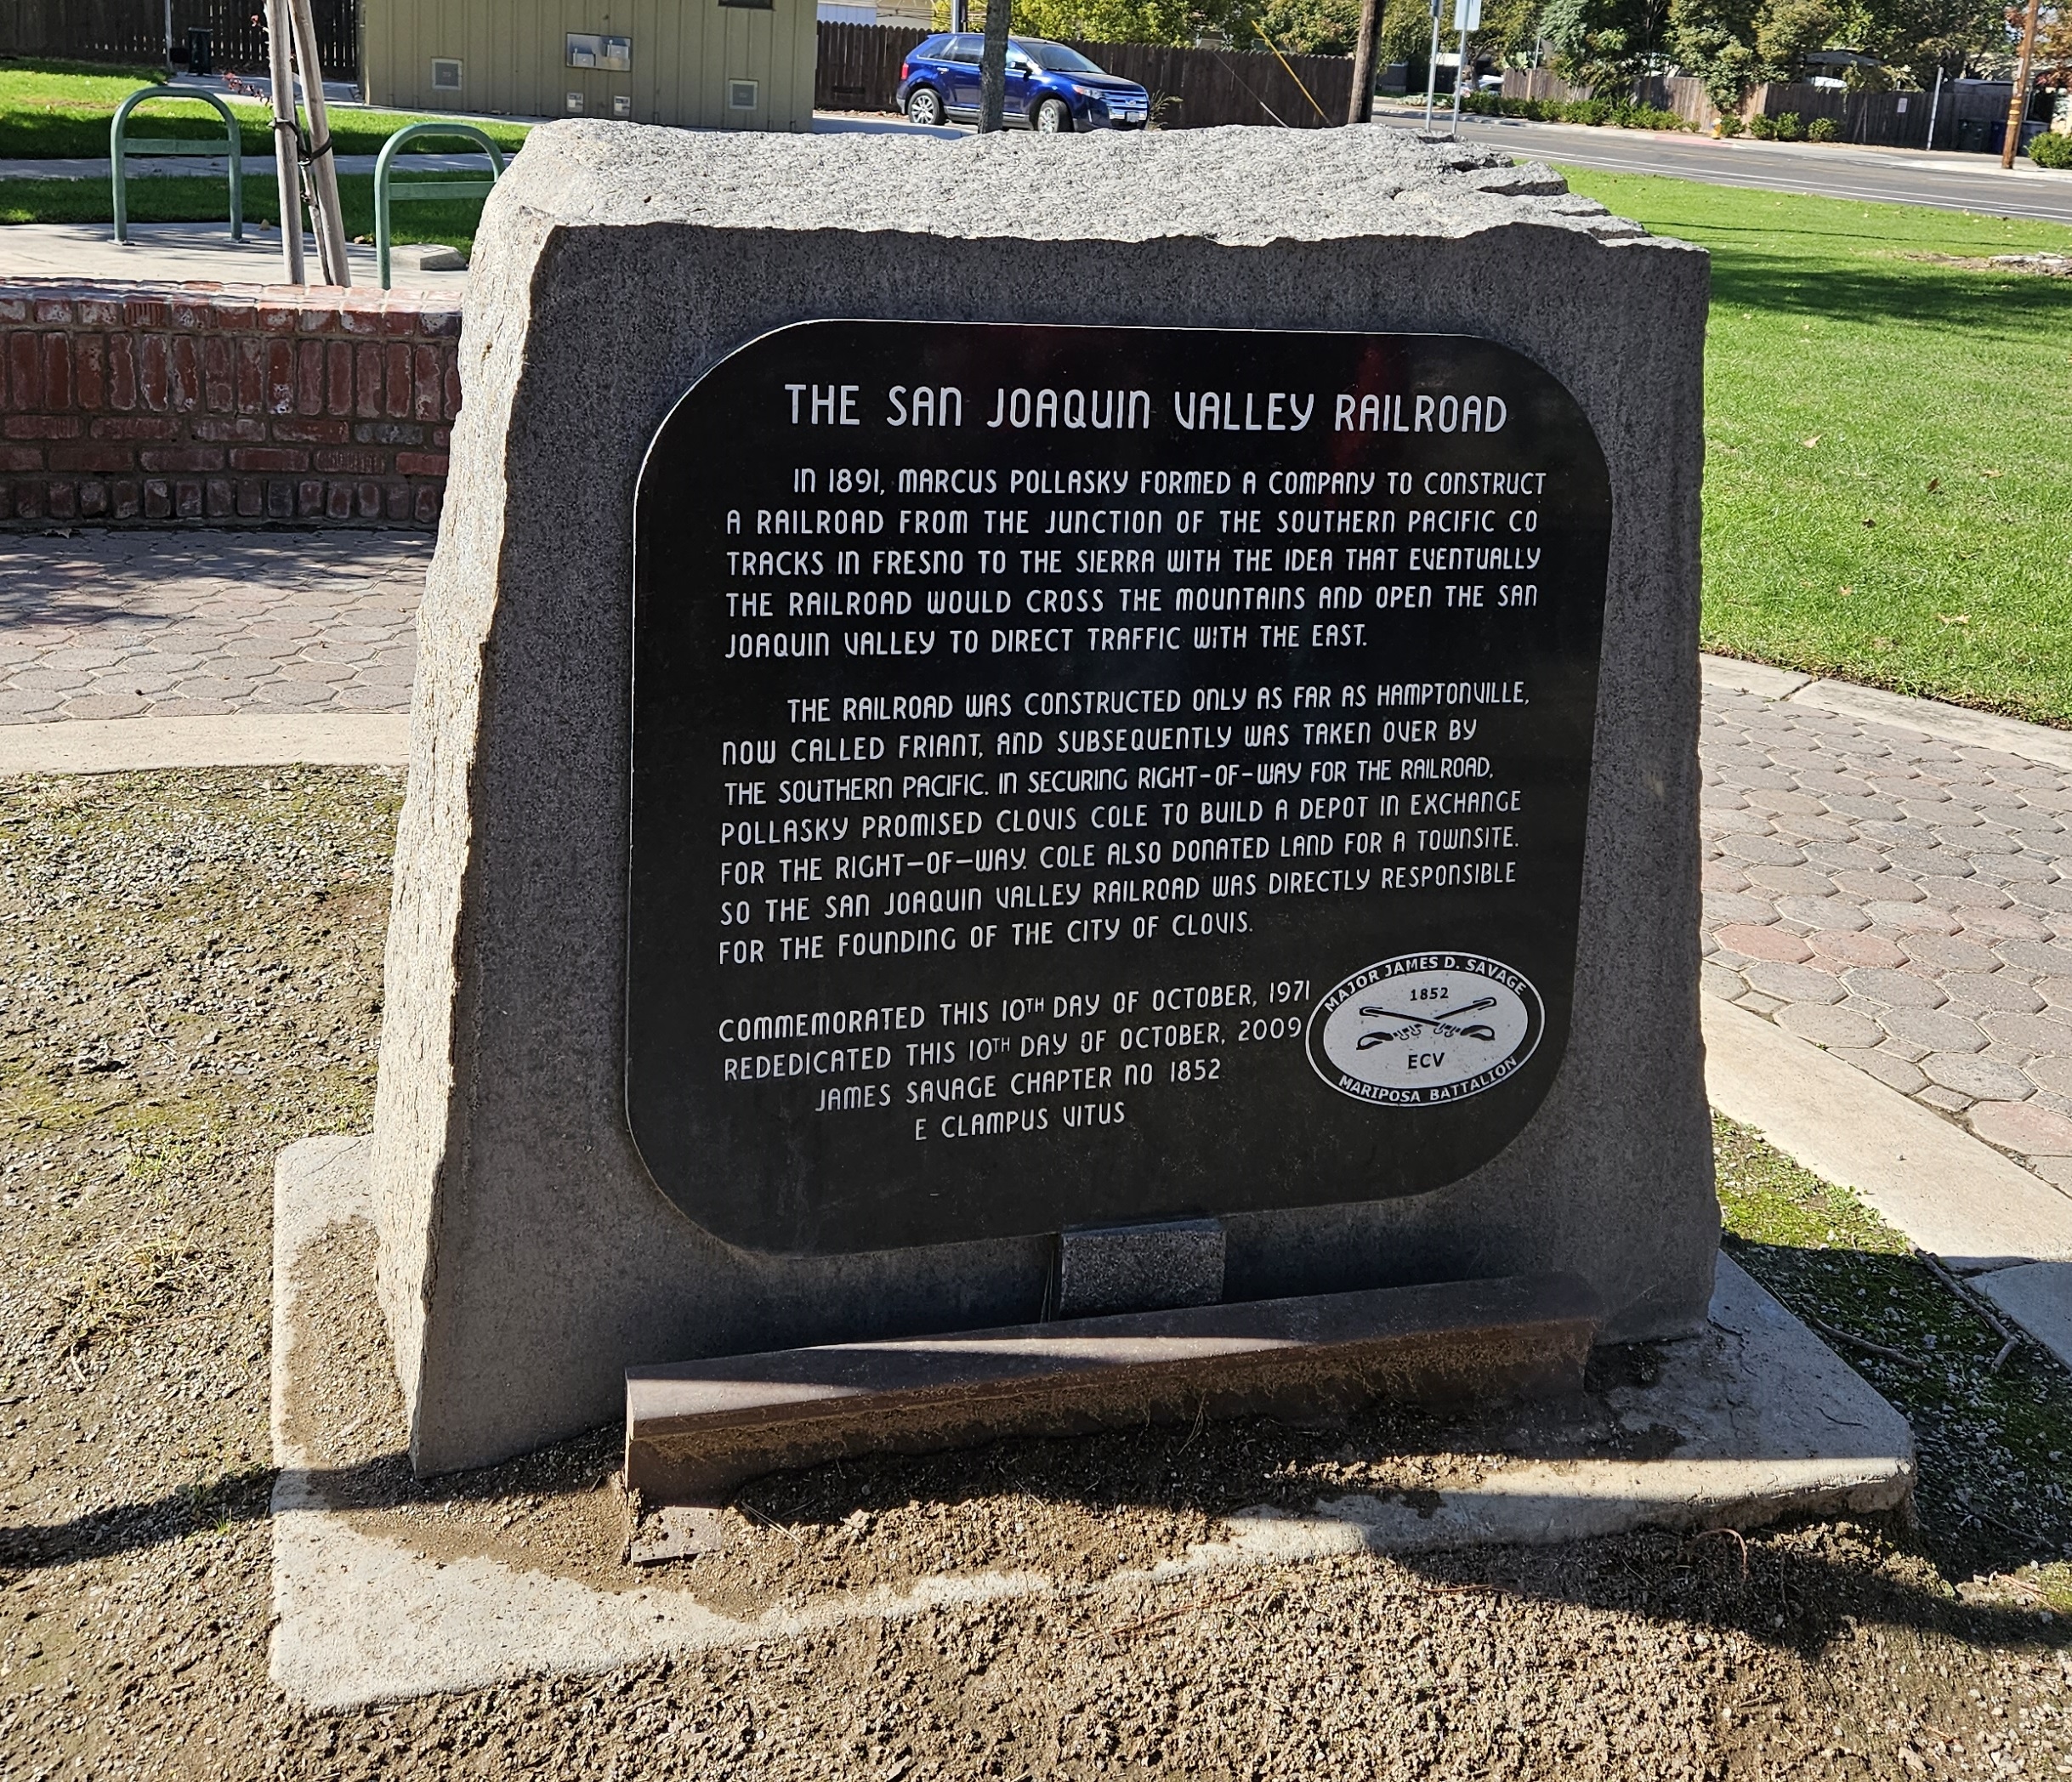 THE SAN JOAQUIN VALLEY RAILROAD
IN 1891, MARCUS POLLASKY FORMED A COMPANY TO CONSTRUCT
A RAILROAD FROM THE JUNCTION OF THE SOUTHERN PACIFIC CO
TRACKS IN FRESNO TO THE SIERRA WITH THE IDEA THAT EVENTUALLY
THE RAILROAD WOULD CROSS THE MOUNTAINS AND OPEN THE SAN
JOAQUIN VALLEY TO DIRECT TRAFFIC WITH THE EAST.
THE RAILROAD WAS CONSTRUCTED ONLY AS FAR AS HAMPTONVILLE,
NOW CALLED FRIANT, AND SUBSEQUENTLY WAS TAKEN OVER BY
THE SOUTHERN PACIFIC. IN SECURING RIGHT-OF-WAY FOR THE RAILROAD,
POLLASKY PROMISED CLOVIS COLE TO BUILD A DEPOT IN EXCHANGE
FOR THE RIGHT-OF-WAY. COLE ALSO DONATED LAND FOR A TOWNSITE.
SO THE SAN JOAQUIN VALLEY RAILROAD WAS DIRECTLY RESPONSIBLE
FOR THE FOUNDING OF THE CITY OF CLOVIS.
COMMEMORATED THIS 10TH DAY OF OCTOBER, 1971
REDEDICATED THIS 10TH DAY OF OCTOBER, 2009
JAMES SAVAGE CHAPTER NO 1852
E CLAMPUS VITUS
MAJOR JAMES D. SAVAGE
1852
ECV
MARIPOSA BATTALION